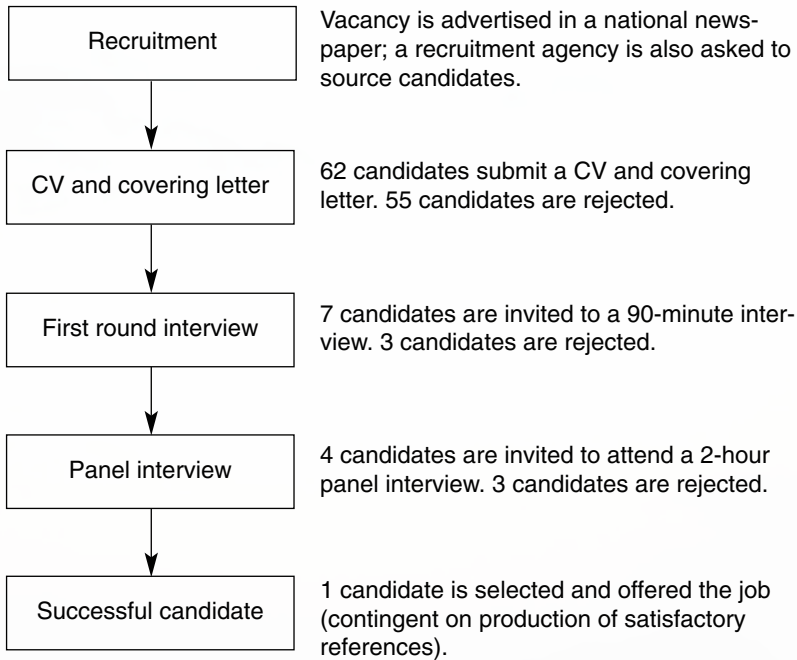 Recruitment
Vacancy is advertised in a national news-
paper; a recruitment agency is also asked to
source candidates.
CV and covering letter
62 candidates submit a CV and covering
letter. 55 candidates are rejected.
First round interview
7 candidates are invited to a 90-minute inter-
view. 3 candidates are rejected.
Panel interview
4 candidates are invited to attend a 2-hour
panel interview. 3 candidates are rejected.
Successful candidate
1 candidate is selected and offered the job
(contingent on production of satisfactory
references).